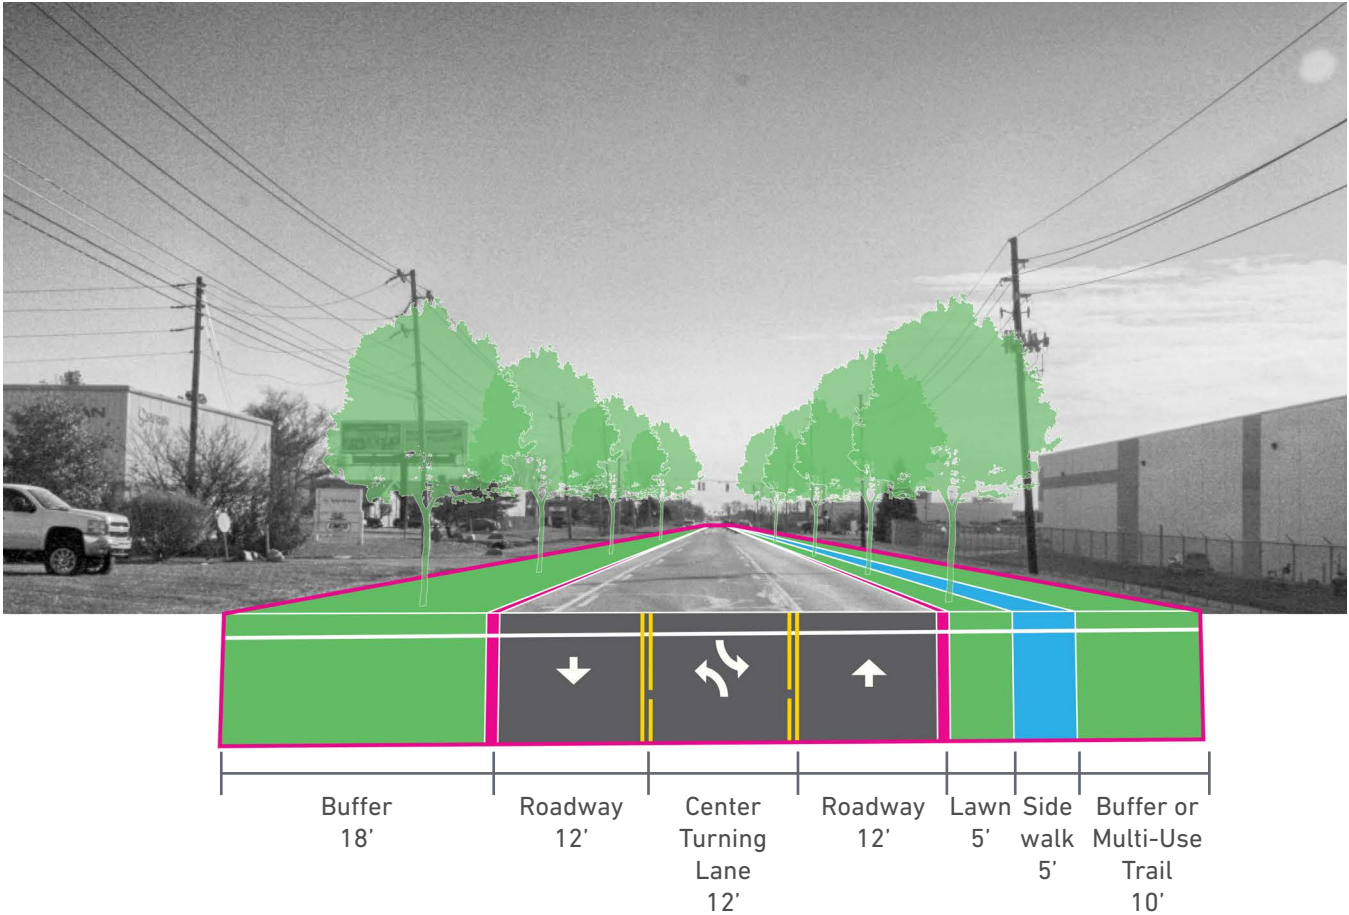 Buffer
18’
Roadway
12’
Center
Turning
Lane
12’
Roadway
12’
Lawn
5’
Side
walk
5’
Buffer or
Multi-Use
Trail
10’